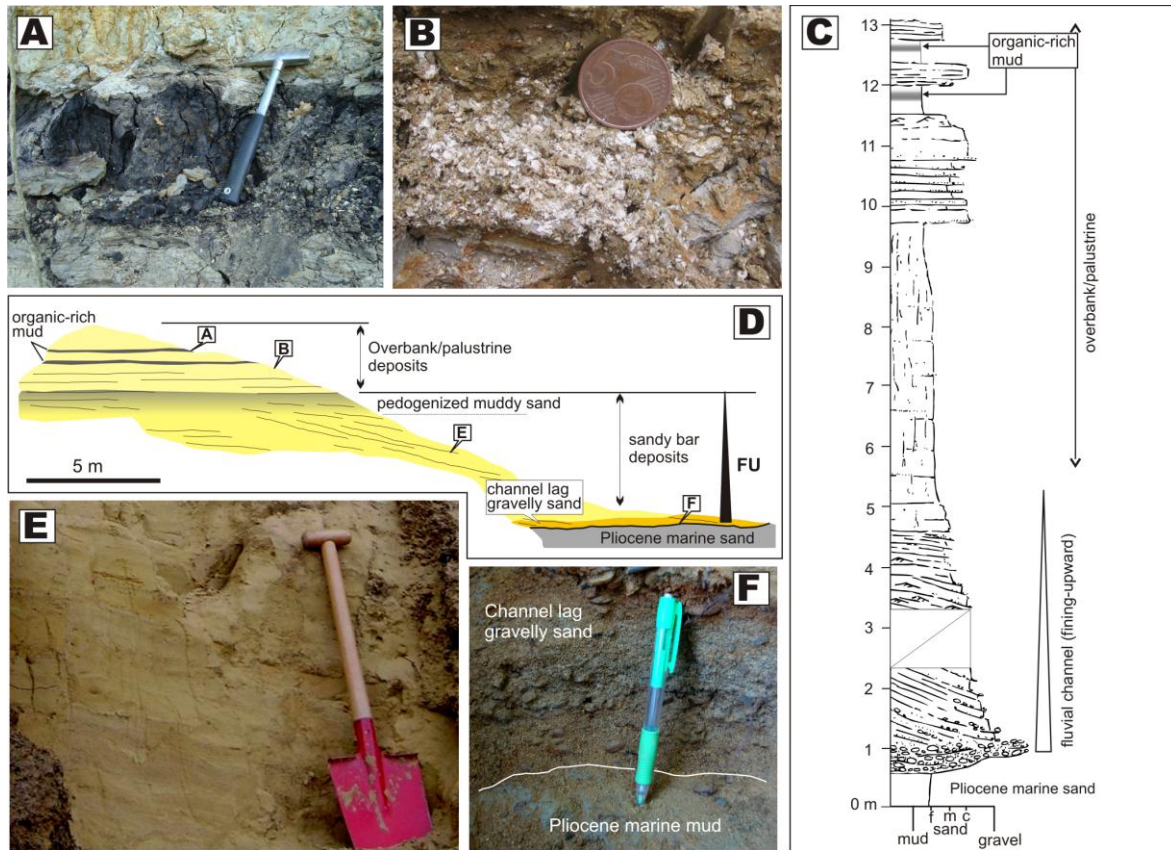 A
B
C
13
12
11
10
9
8
7
6
5
4
3
2
1
0 m
organic-rich
mud
overbank/palustrine
fluvial channel (fining-upward)
Pliocene marine sand
f
m
c
mud
sand
gravel
D
organic-rich
mud
A
B
Overbank/palustrine
deposits
pedogenized muddy sand
E
sandy bar
deposits
FU
5 m
channel lag
gravelly sand
F
Pliocene marine sand
E
F
Channel lag
gravelly sand
Pliocene marine mud